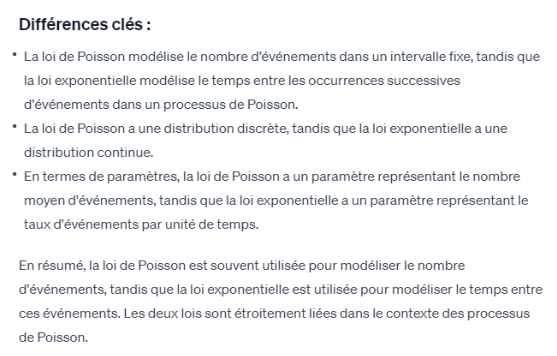 Différences clés :
• La loi de Poisson modélise le nombre d'événements dans un intervalle fixe, tandis que
la loi exponentielle modélise le temps entre les occurrences successives
d'événements dans un processus de Poisson.
• La loi de Poisson a une distribution discrète, tandis que la loi exponentielle a une
distribution continue.
• En termes de paramètres, la loi de Poisson a un paramètre représentant le nombre
moyen d'événements, tandis que la loi exponentielle a un paramètre représentant le
taux d'événements par unité de temps.
En résumé, la loi de Poisson est souvent utilisée pour modéliser le nombre
d'événements, tandis que la loi exponentielle est utilisée pour modéliser le temps entre
ces événements. Les deux lois sont étroitement liées dans le contexte des processus
de Poisson.